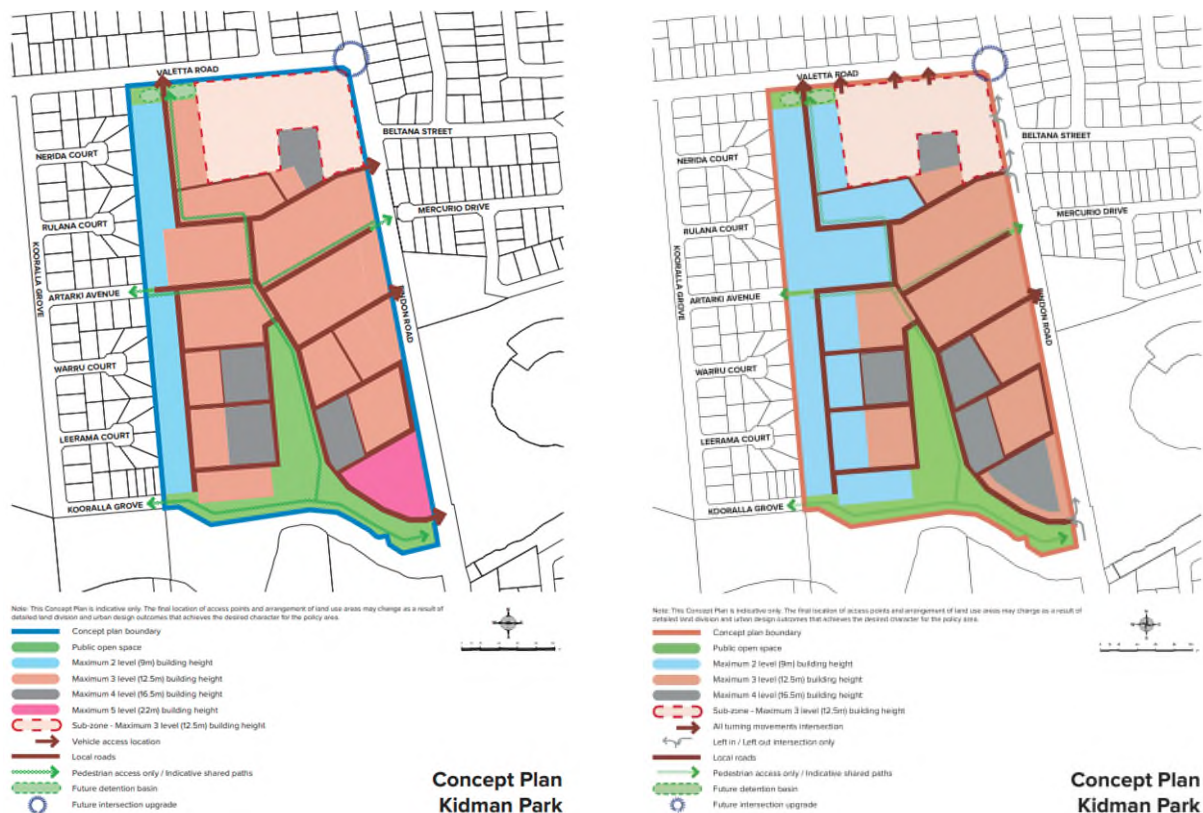 VALETTA ROAD
BELTANA STREET
NERIDA COURT
MERCURIO DRIVE
RULANA COURT
KOORALLA GROVE
ARTARKI AVENUE
FINDON ROAD
WARRU COURT
LEERAMA COURT
KOORALLA GROVE
Note: This Concept Plan is indicative only. The final location of access points and arrangement of land use areas may change as a result of
detailed land division and urban design outcomes that achieves the desired character for the policy area.
Concept plan boundary
Public open space
Maximum 2 level (9m) building height
Maximum 3 level (12.5m) building height
Maximum 4 level (16.5m) building height
Maximum 5 level (22m) building height
Sub-zone - Maximum 3 level (12.5m) building height
Vehicle access location
Local roads
Pedestrian access only / Indicative shared paths
Future detention basin
Future intersection upgrade
Concept Plan
Kidman Park
VALETTA ROAD
BELTANA STREET
NERIDA COURT
MERCURIO DRIVE
RULANA COURT
KOORALLA GROVE
ARTARKI AVENUE
FINDON ROAD
WARRU COURT
LEERAMA COURT
KOORALLA GROVE
Note: This Concept Plan is indicative only. The final location of access points and arrangement of land use areas may change as a result of
detailed land division and urban design outcomes that achieves the desired character for the policy area.
Concept plan boundary
Public open space
Maximum 2 level (9m) building height
Maximum 3 level (12.5m) building height
Maximum 4 level (16.5m) building height
Sub-zone - Maximum 3 level (12.5m) building height
All turning movements intersection
Left in / Left out intersection only
Local roads
Pedestrian access only / Indicative shared paths
Future detention basin
Future intersection upgrade
Concept Plan
Kidman Park